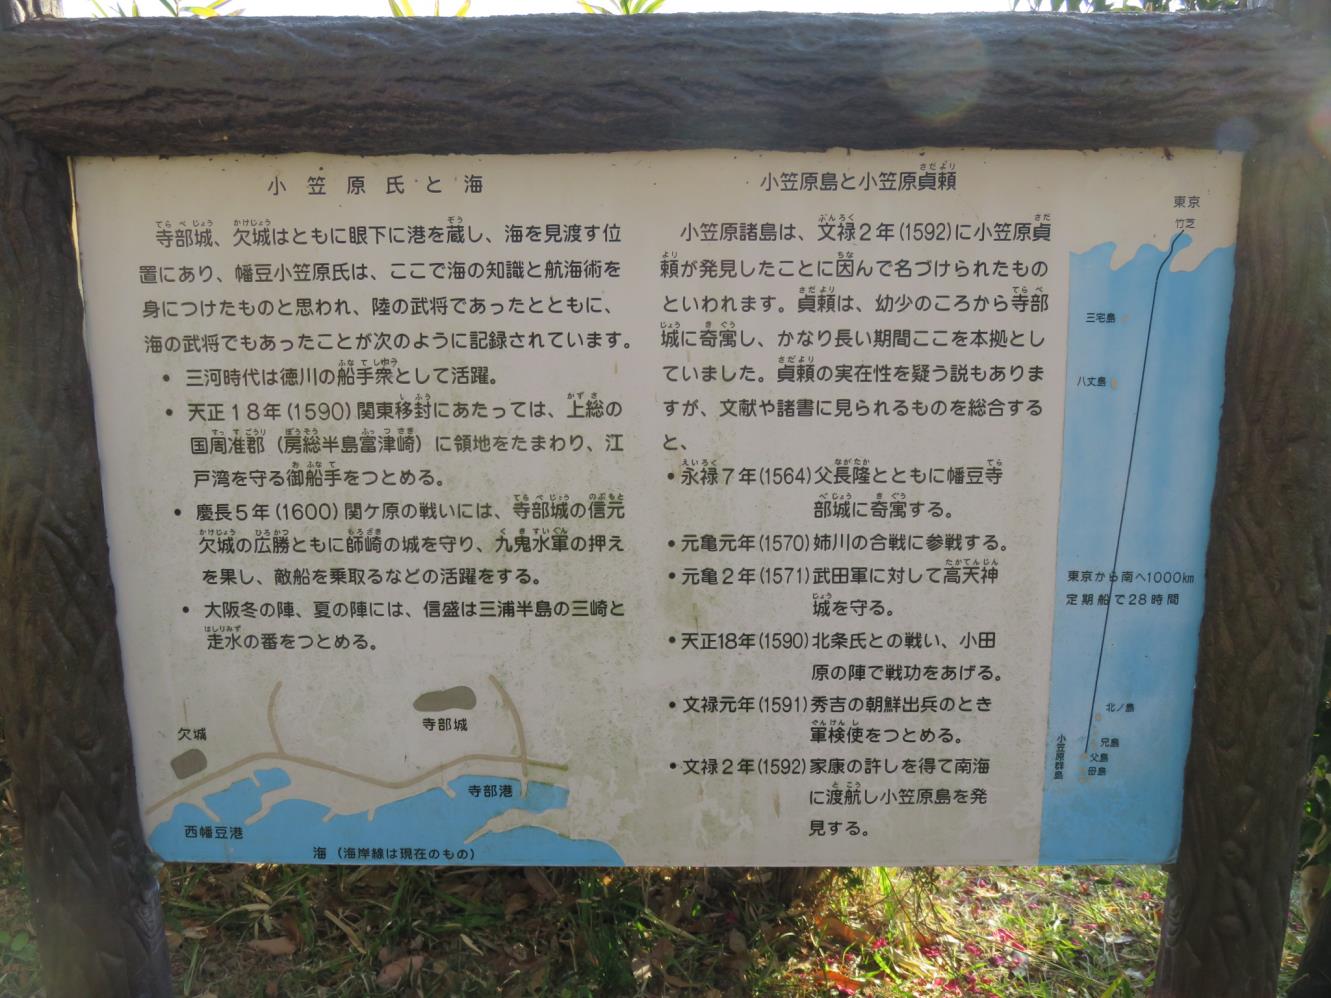 小笠原氏と海
寺部城、欠城はともに眼下に港を蔵し、海を見渡す位
置にあり、幡豆小笠原氏は、ここで海の知識と航海術を
身につけたものと思われ、陸の武将であったとともに、
海の武将でもあったことが次のように記録されています。
• 三河時代は徳川の船手衆として活躍。
• 天正18年(1590)関東移封にあたっては、上総の
国周准郡(房総半島富津崎)に領地をたまわり、江
戸湾を守る御船手をつとめる。
• 慶長5年(1600)関ケ原の戦いには、寺部城の信元
欠城の広勝ともに師崎の城を守り、九鬼水軍の押え
を果し、敵船を乗取るなどの活躍をする。
• 大阪冬の陣、夏の陣には、信盛は三浦半島の三崎と
走水の番をつとめる。
欠城
寺部城
寺部港
西幡豆港
海(海岸線は現在のもの)
小笠原島と小笠原貞頼
小笠原諸島は、文禄2年(1592)に小笠原貞
頼が発見したことに因んで名づけられたもの
といわれます。貞頼は、幼少のころから寺部
城に奇寓し、かなり長い期間ここを本拠とし
ていました。貞頼の実在性を疑う説もありま
すが、文献や諸書に見られるものを総合する
と、
• 永禄7年(1564)父長隆とともに幡豆寺
部城に奇寓する。
• 元亀元年(1570)姉川の合戦に参戦する。
• 元亀2年(1571)武田軍に対して高天神
城を守る。
• 天正18年(1590)北条氏との戦い、小田
原の陣で戦功をあげる。
• 文禄元年(1591)秀吉の朝鮮出兵のとき
軍検使をつとめる。
• 文禄2年(1592)家康の許しを得て南海
に渡航し小笠原島を発
見する。
東京
竹芝
三宅島
八丈島
東京から南へ1000km
定期船で28時間
北ノ島
兄島
父島
母島
小笠原群島